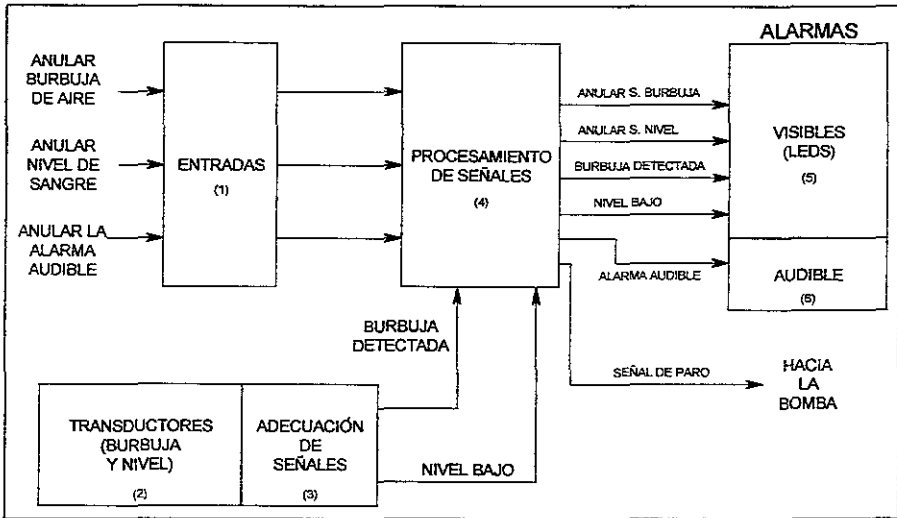 ALARMAS
ANULAR
BURBUJA
DE AIRE
ANULAR
NIVEL DE
SANGRE
ANULAR LA
ALARMA
AUDIBLE
ENTRADAS
(1)
PROCESAMIENTO
DE SEÑALES
(4)
ANULAR S. BURBUJA
ANULAR S. NIVEL
BURBUJA DETECTADA
NIVEL BAJO
ALARMA AUDIBLE
VISIBLES
(LEDS)
(5)
AUDIBLE
(5)
BURBUJA
DETECTADA
SEÑAL DE PARO
HACIA
LA
BOMBA
TRANSDUCTORES
(BURBUJA
Y NIVEL)
(2)
ADECUACIÓN
DE
SEÑALES
(3)
NIVEL BAJO